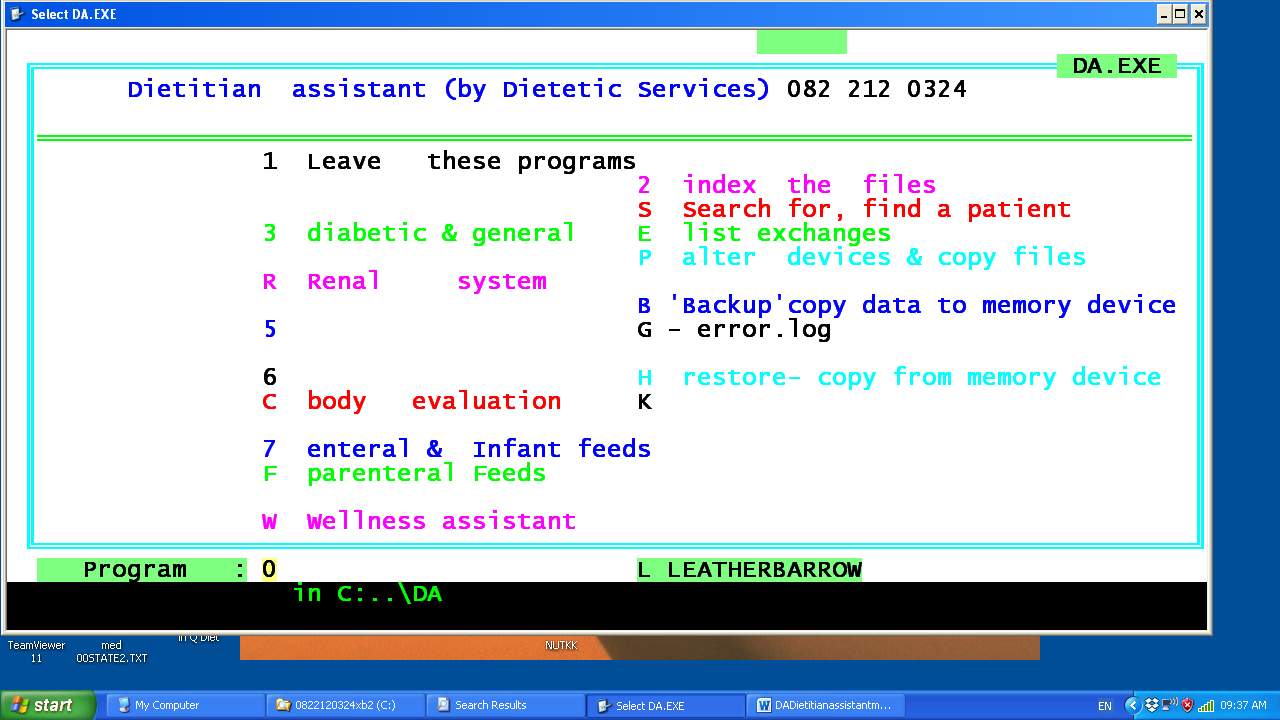 Select DA.EXE
DA.EXE
Dietitian assistant (by Dietetic Services) 082 212 0324
1 Leave these programs
2 index the files
S Search for, find a patient
3 diabetic & general E list exchanges
P alter devices & copy files
R Renal system
B 'Backup'copy data to memory device
5 G - error.log
6 H restore- copy from memory device
C body evaluation K
7 enteral & Infant feeds
F parenteral Feeds
W Wellness assistant
Program : 0 L LEATHERBARROW
in C:..\DA
in Q Diet
TeamViewer 11
med 00STATE2.TXT
NUTKK
start My Computer 0822120324xb2 (C:) Search Results Select DA.EXE DADietitianassistantm... EN 09:37 AM